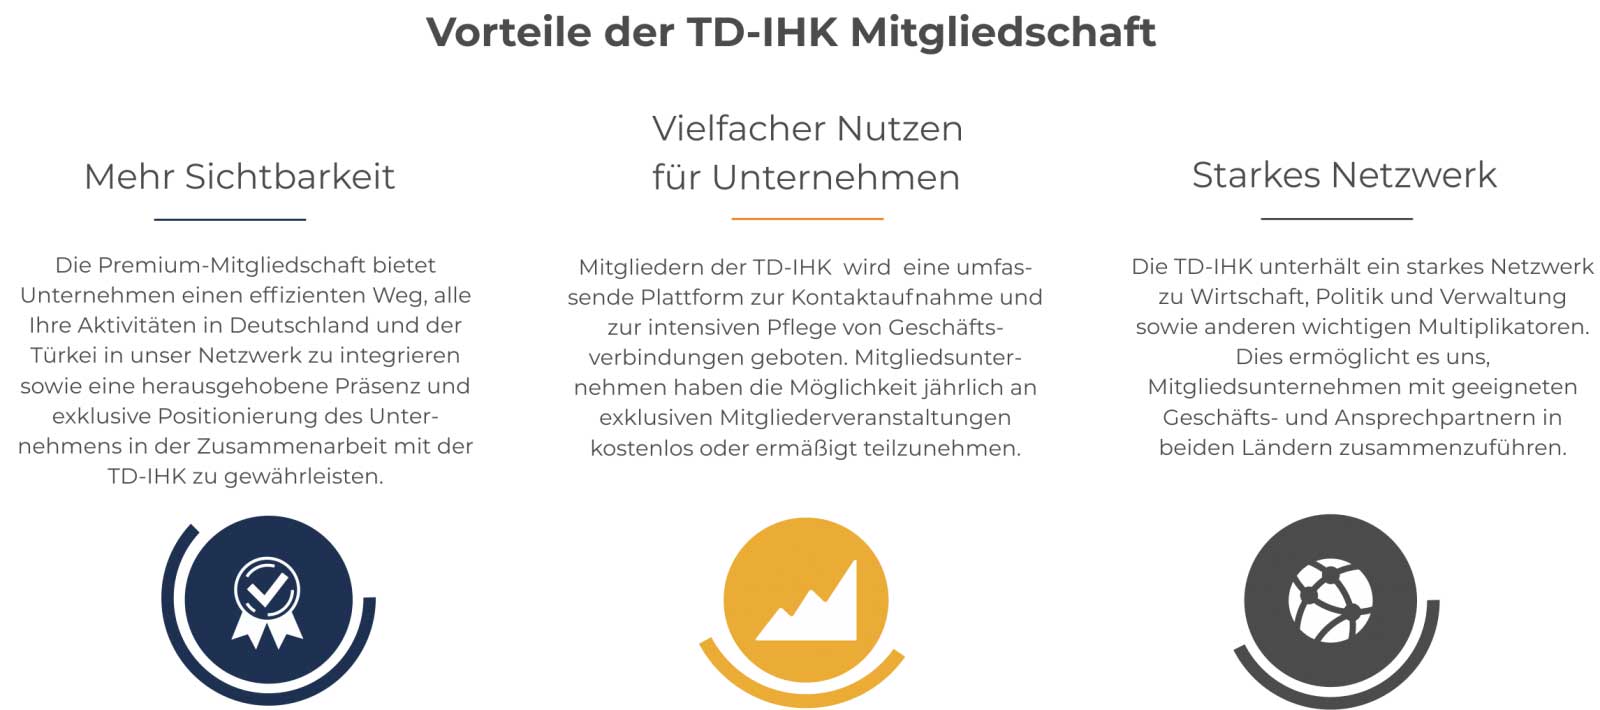 Vorteile der TD-IHK Mitgliedschaft
Mehr Sichtbarkeit
Die Premium-Mitgliedschaft bietet
Unternehmen einen effizienten Weg, alle
Ihre Aktivitäten in Deutschland und der
Türkei in unser Netzwerk zu integrieren
sowie eine herausgehobene Präsenz und
exklusive Positionierung des Unter-
nehmens in der Zusammenarbeit mit der
TD-IHK zu gewährleisten.
Vielfacher Nutzen
für Unternehmen
Mitgliedern der TD-IHK wird eine umfas-
sende Plattform zur Kontaktaufnahme und
zur intensiven Pflege von Geschäfts-
verbindungen geboten. Mitgliedsunter-
nehmen haben die Möglichkeit jährlich an
exklusiven Mitgliederveranstaltungen
kostenlos oder ermäßigt teilzunehmen.
Starkes Netzwerk
Die TD-IHK unterhält ein starkes Netzwerk
zu Wirtschaft, Politik und Verwaltung
sowie anderen wichtigen Multiplikatoren.
Dies ermöglicht es uns,
Mitgliedsunternehmen mit geeigneten
Geschäfts- und Ansprechpartnern in
beiden Ländern zusammenzuführen.